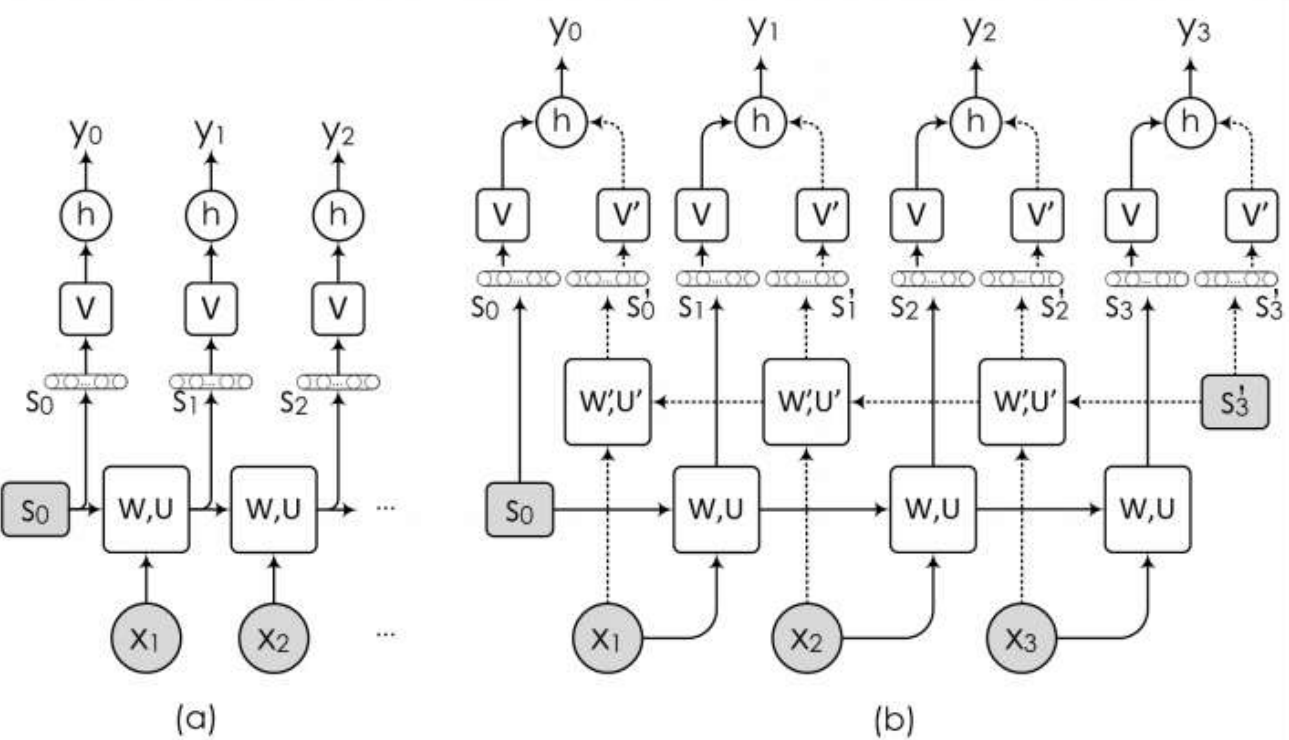 y0 y1 y2
h h h
V V V
... ... ...
s0 s1 s2
s0 W,U W,U ...
x1 x2 ...
(a)
y0 y1 y2 y3
h h h h
V V' V V' V V' V V'
... ... ... ... ... ... ... ...
s0 s'0 s1 s'1 s2 s'2 s3 s'3
W',U' W',U' W',U' s'3
s0 W,U W,U W,U
x1 x2 x3
(b)